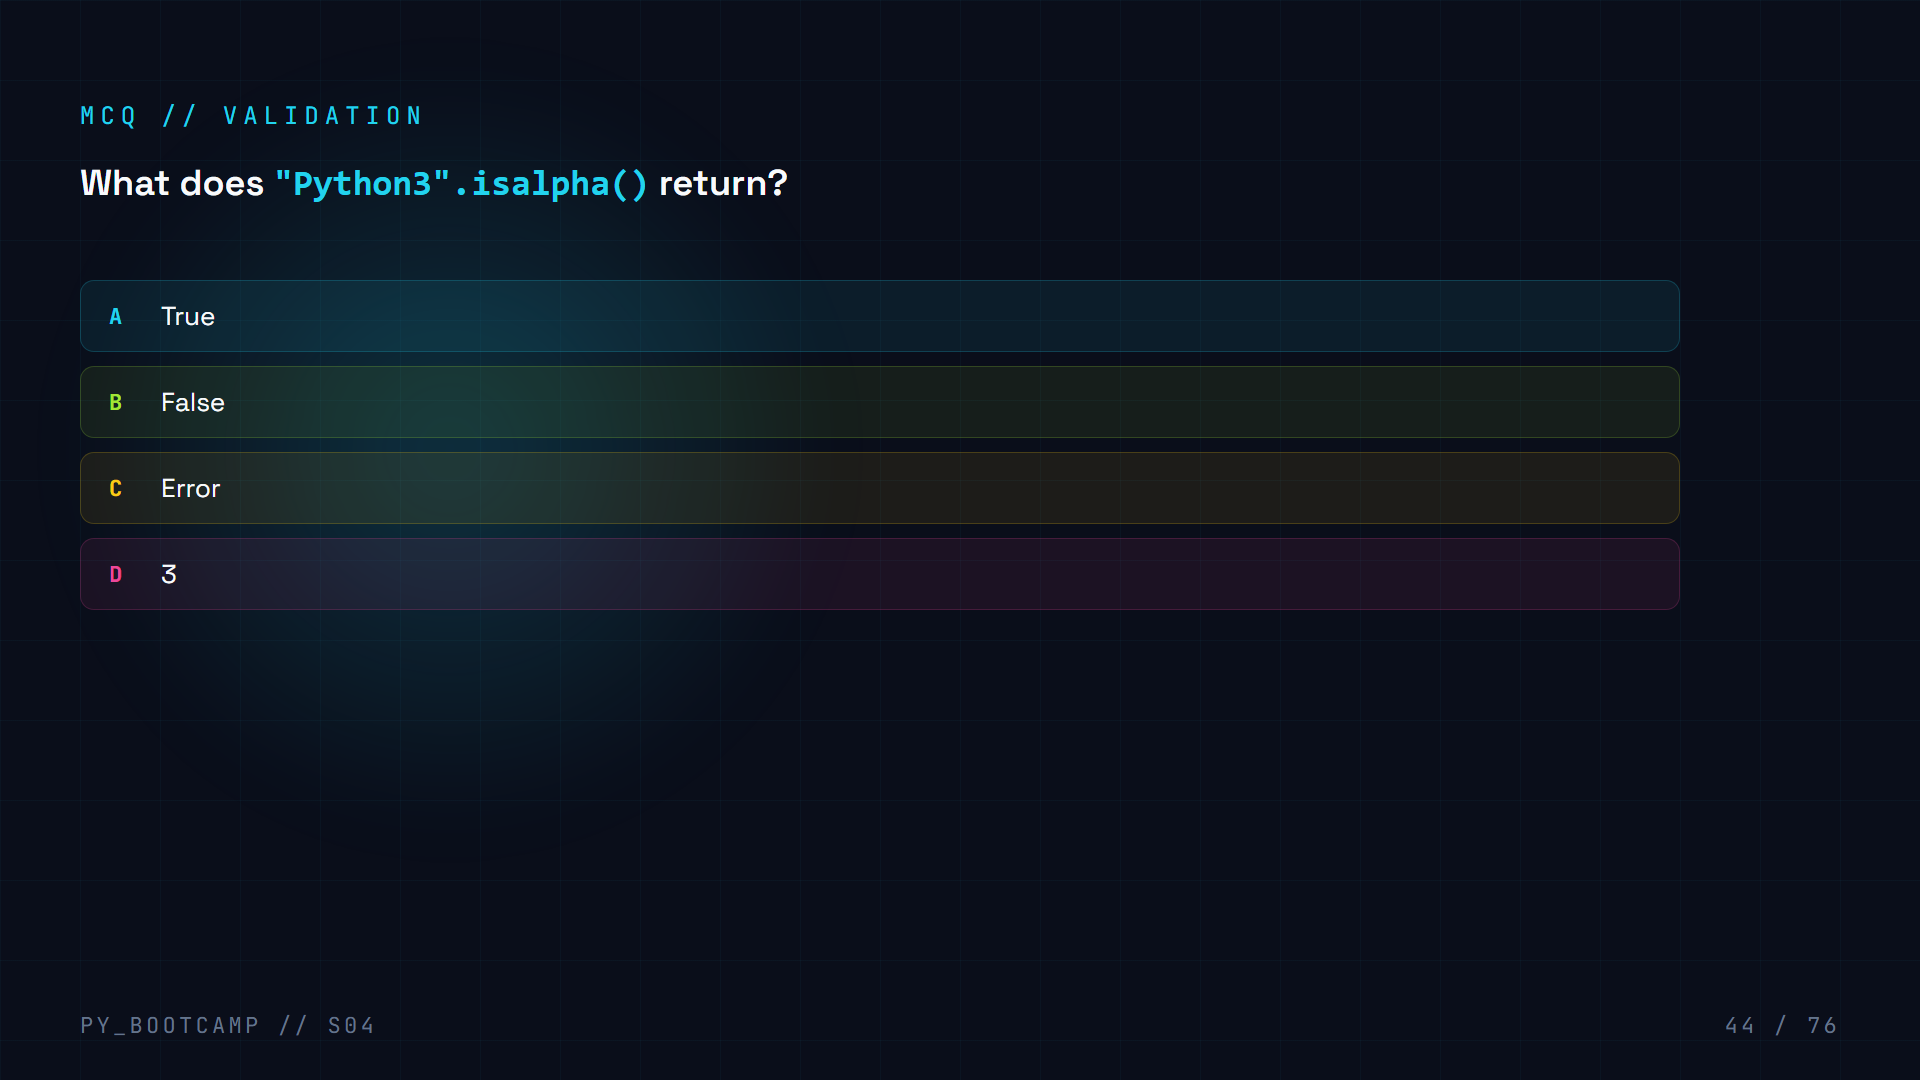 MCQ // VALIDATION
What does "Python3".isalpha() return?
A True
B False
C Error
D 3
PY_BOOTCAMP // S04
44 / 76